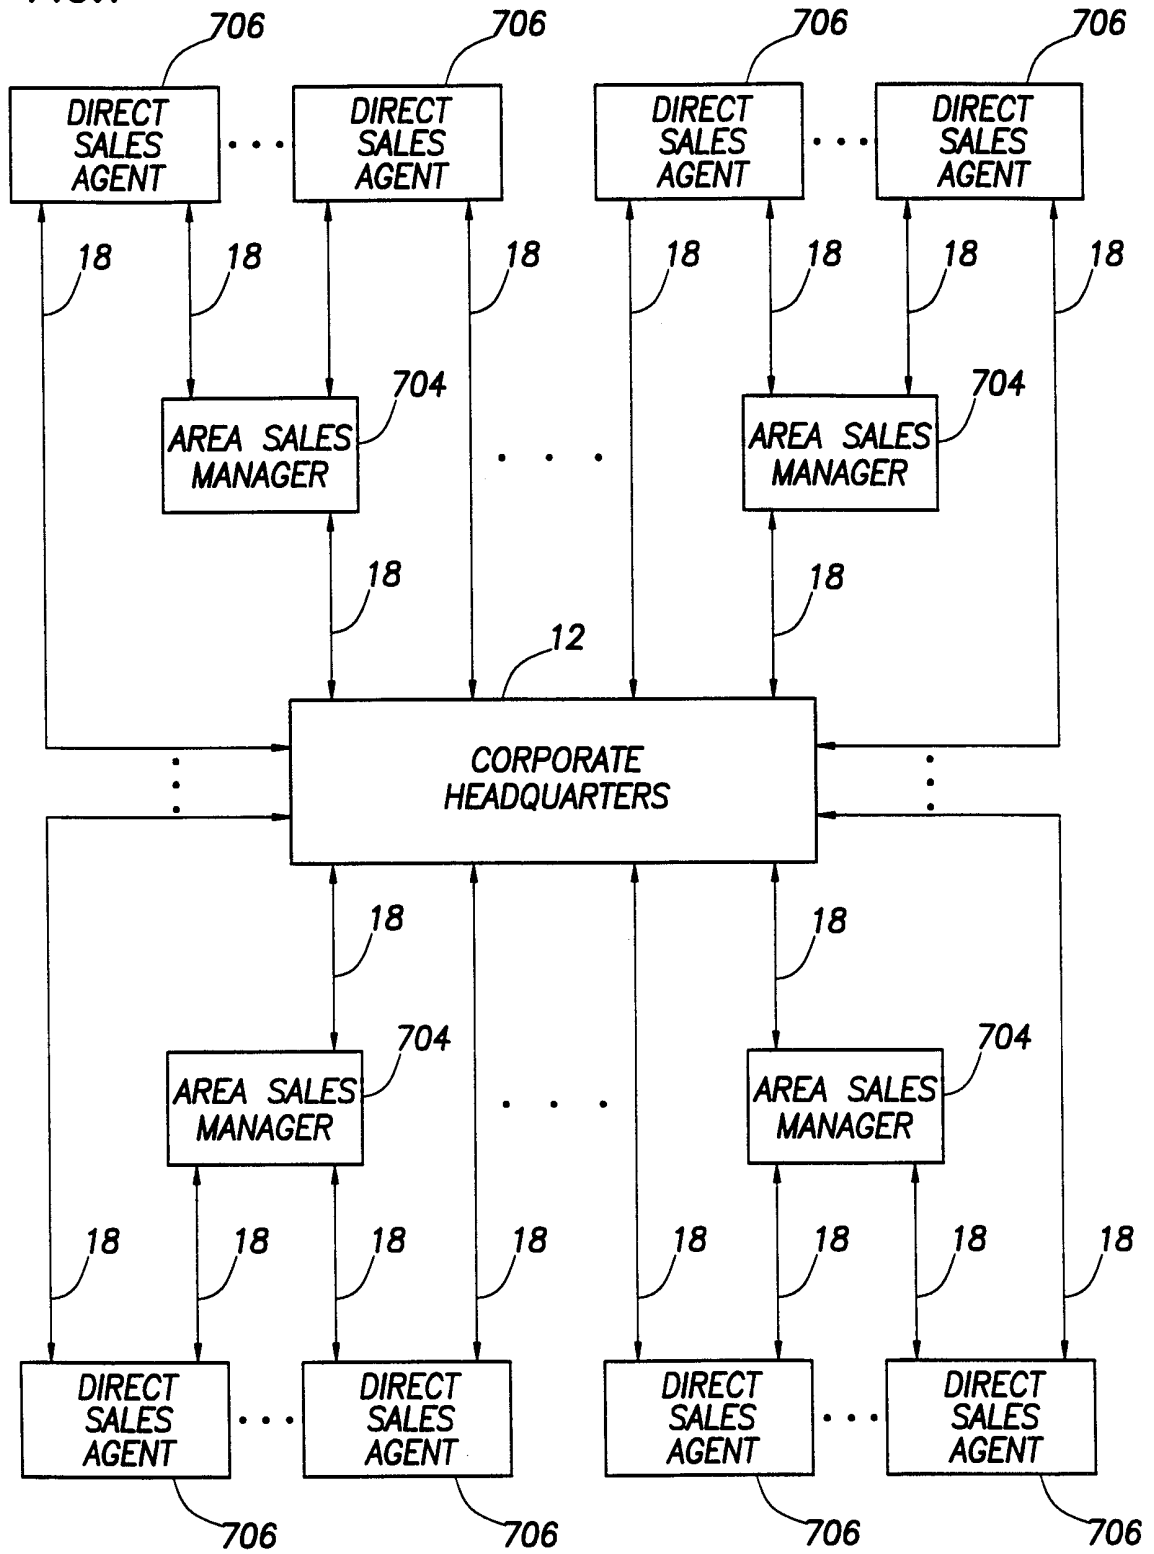 706 706 706 706
DIRECT SALES AGENT
DIRECT SALES AGENT
DIRECT SALES AGENT
DIRECT SALES AGENT
18 18 18 18 18 18 18
704 704
AREA SALES
MANAGER
AREA SALES
MANAGER
18 18
12
CORPORATE
HEADQUARTERS
18 18
704 704
AREA SALES
MANAGER
AREA SALES
MANAGER
18 18 18 18 18 18 18 18
DIRECT SALES AGENT
DIRECT SALES AGENT
DIRECT SALES AGENT
DIRECT SALES AGENT
706 706 706 706